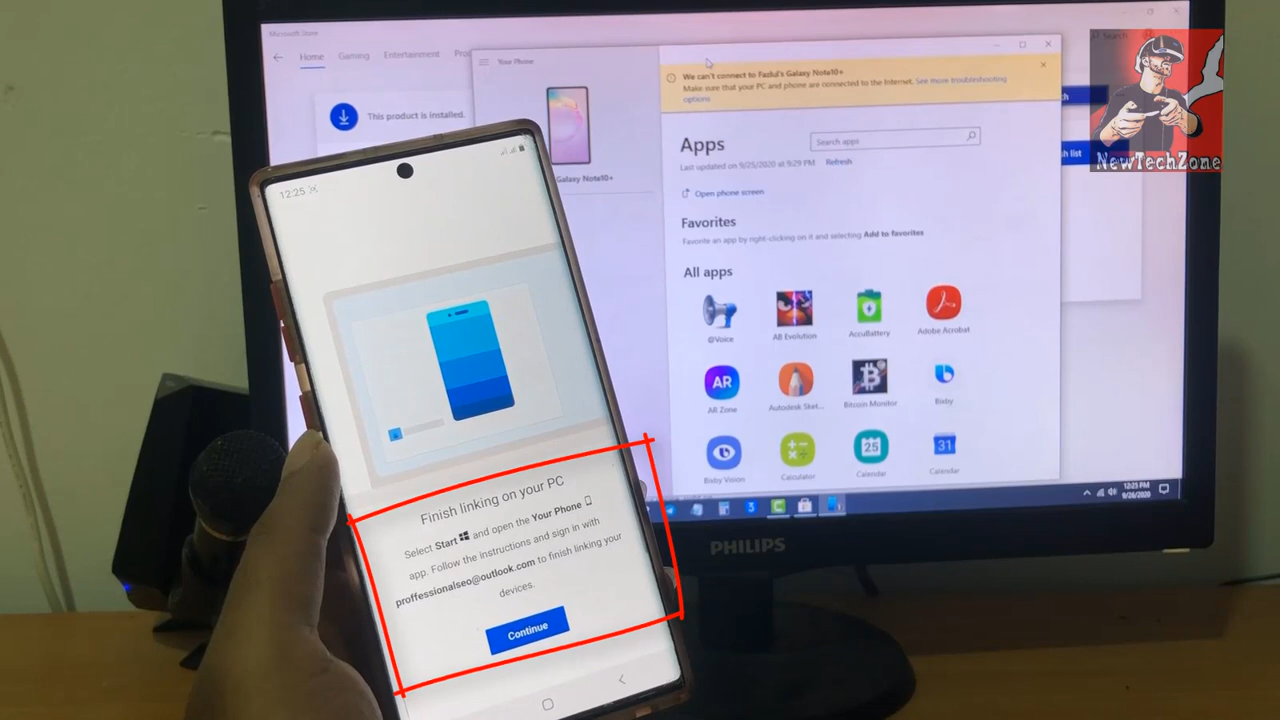 Microsoft Store
Home Gaming Entertainment
This product is installed.
Your Phone
Galaxy Note10+
We can't connect to Fazlul's Galaxy Note10+
Make sure that your PC and phone are connected to the Internet. See more troubleshooting
options
Apps
Search apps
Last updated on 9/25/2020 at 9:29 PM Refresh
Open phone screen
Favorites
Favorite an app by right-clicking on it and selecting Add to favorites
All apps
@Voice
AB Evolution
AccuBattery
Adobe Acrobat
AR
AR Zone
Autodesk Sket...
Bitcoin Monitor
Bixby
Bixby Vision
Calculator
25
Calendar
31
Calendar
12:25 PM
9/26/2020
PHILIPS
Search
list
NewTechZone
12:25
Finish linking on your PC
Select Start and open the Your Phone
app. Follow the instructions and sign in with
proffessionalseo@outlook.com to finish linking your
devices.
Continue